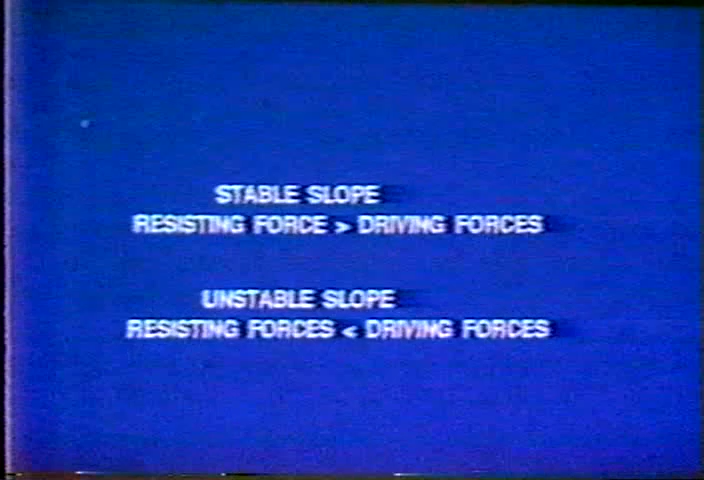 STABLE SLOPE
RESISTING FORCE > DRIVING FORCES
UNSTABLE SLOPE
RESISTING FORCES < DRIVING FORCES